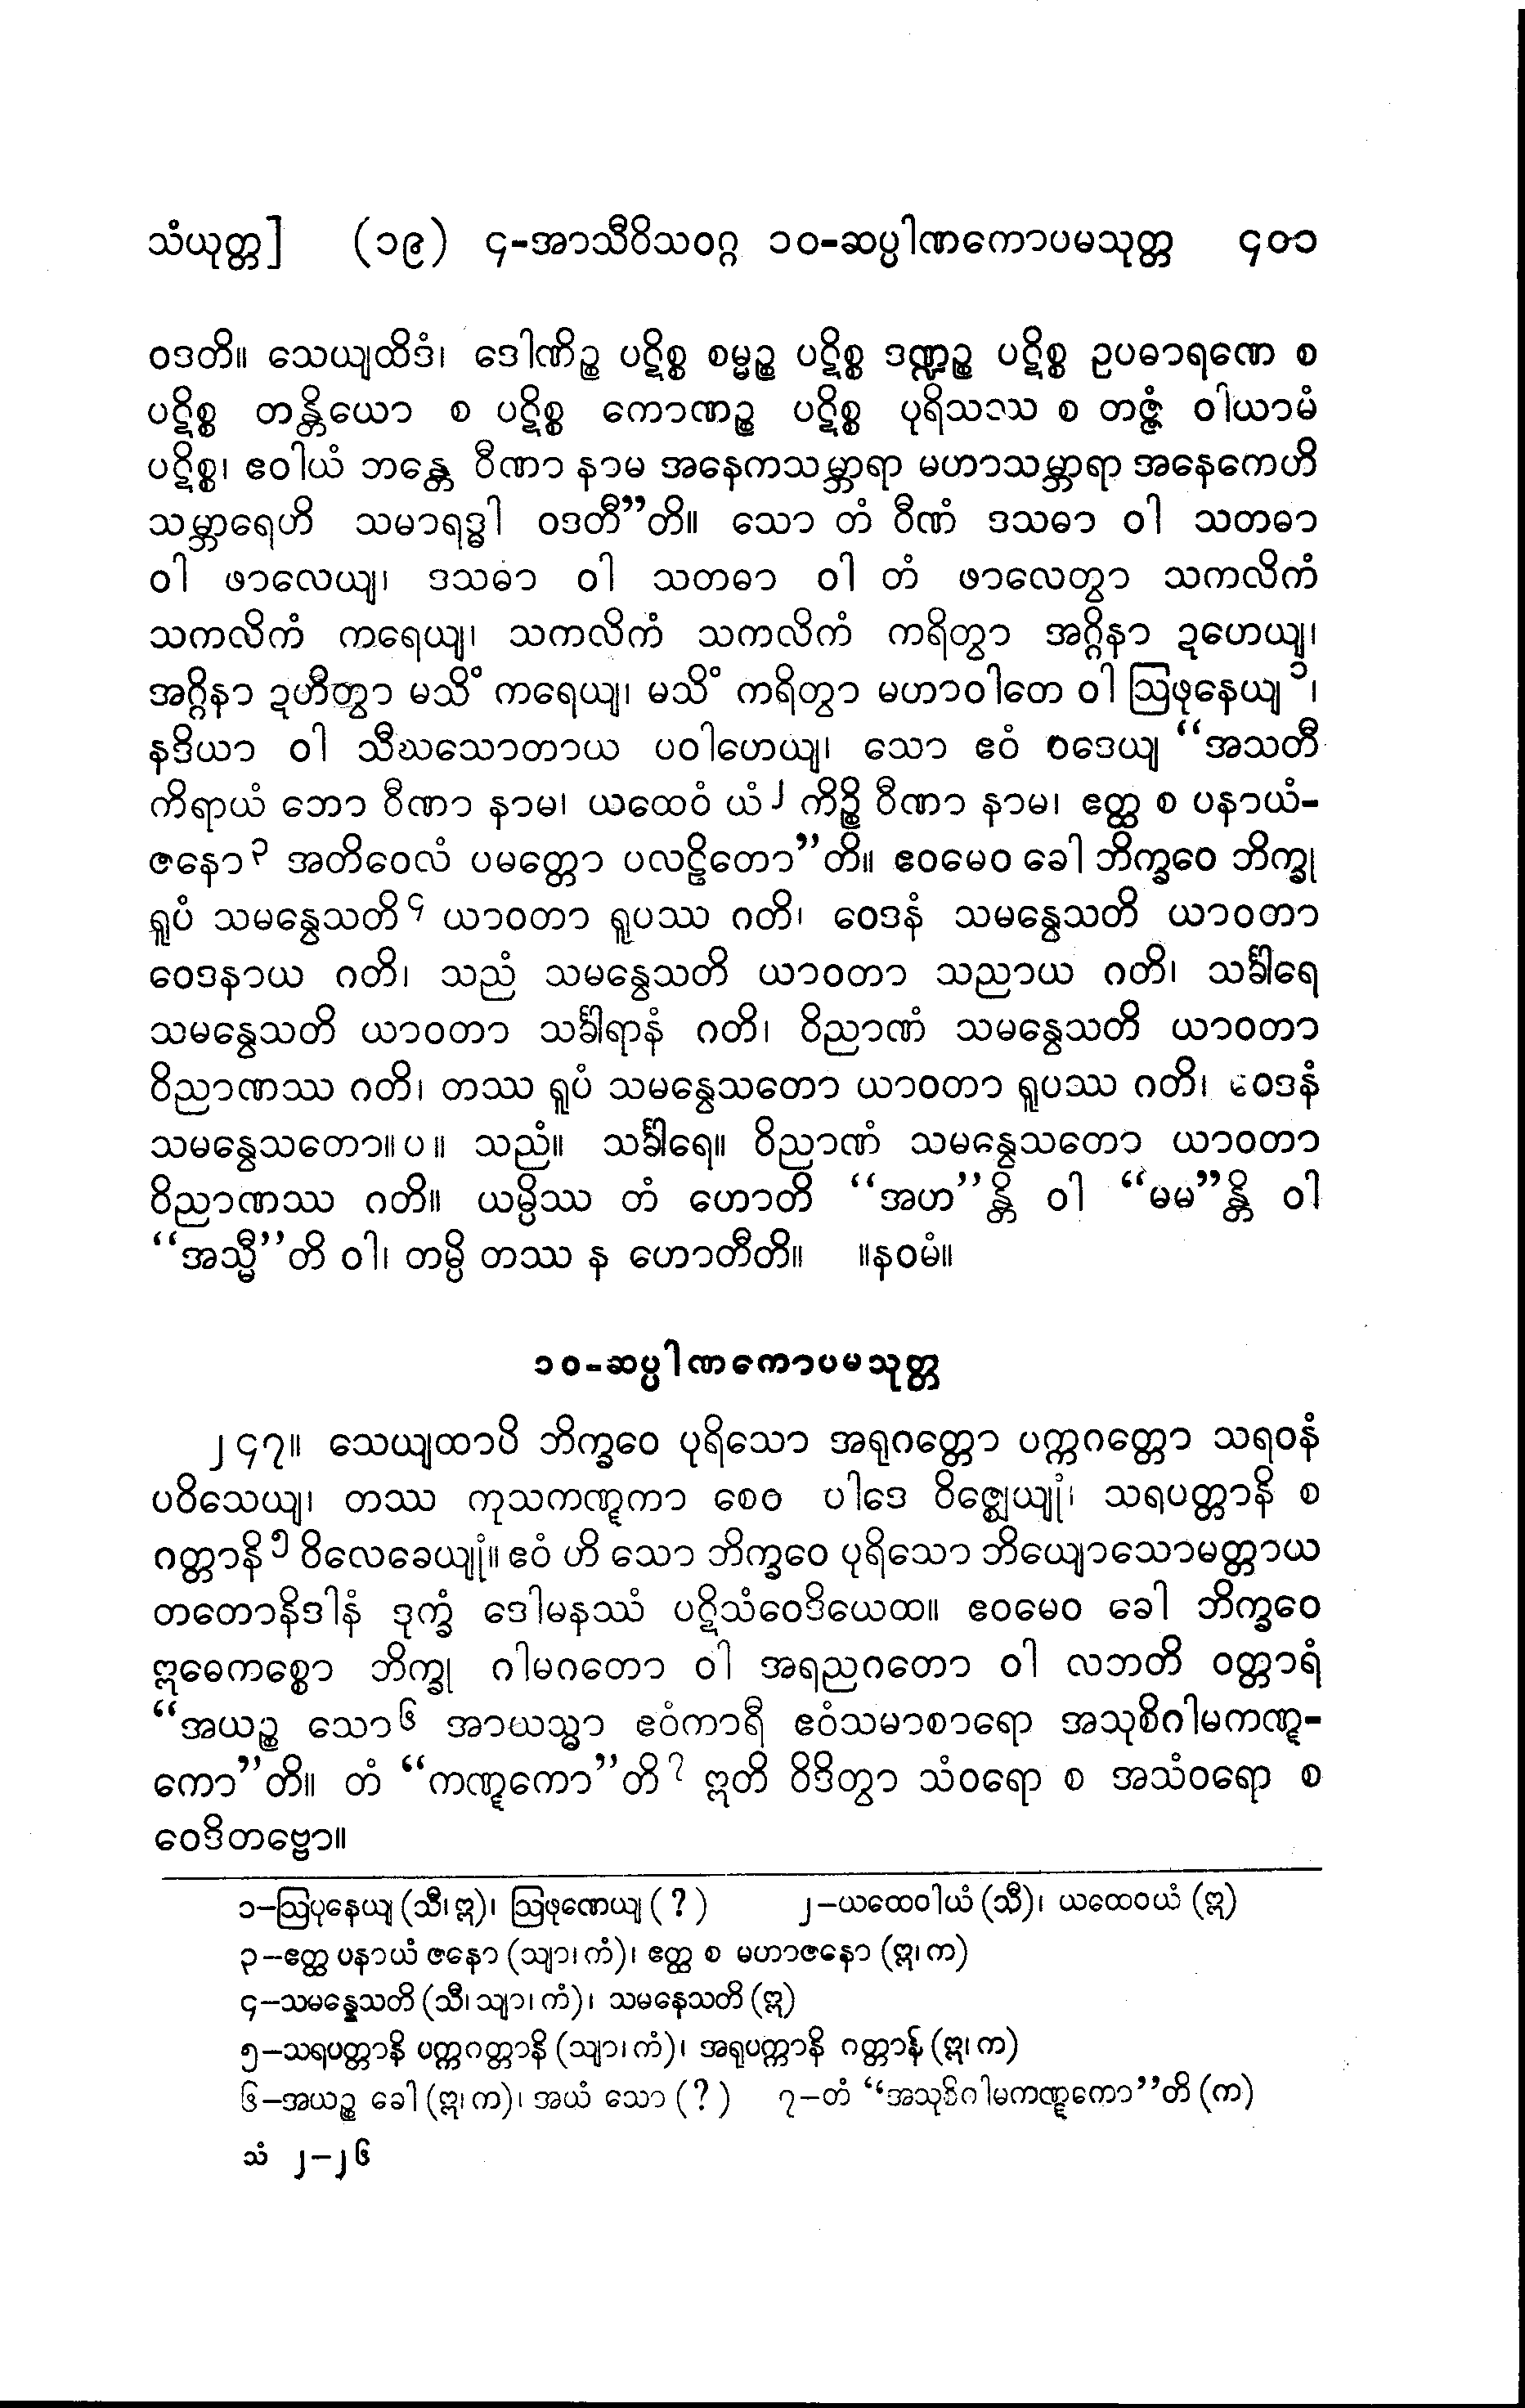 သံယုတ္တ] (၁၉) ၄-အာသီဝိသဝဂ္ဂ ၁၀-ဆပ္ပါဏကောပမသုတ္တ ၄၀၁
ဝဒတိ။ သေယျထိဒံ၊ ဒေါဏိဉ္စ ပဋိစ္စ စမ္မဉ္စ ပဋိစ္စ ဒဏ္ဍဉ္စ ပဋိစ္စ ဥပဓာရဏေ စ
ပဋိစ္စ တန္တိယော စ ပဋိစ္စ ကောဏဉ္စ ပဋိစ္စ ပုရိသဿ စ တဇ္ဇံ ဝါယာမံ
ပဋိစ္စ၊ ဧဝါယံ ဘန္တေ ဝီဏာ နာမ အနေကသမ္ဘာရာ မဟာသမ္ဘာရာ အနေကေဟိ
သမ္ဘာရေဟိ သမာရဒ္ဓါ ဝဒတီ”တိ။ သော တံ ဝီဏံ ဒသဓာ ဝါ သတဓာ
ဝါ ဖာလေယျ၊ ဒသဓာ ဝါ သတဓာ ဝါ တံ ဖာလေတွာ သကလိကံ
သကလိကံ ကရေယျ၊ သကလိကံ သကလိကံ ကရိတွာ အဂ္ဂိနာ ဍဟေယျ၊
အဂ္ဂိနာ ဍဟိတွာ မသိံ ကရေယျ၊ မသိံ ကရိတွာ မဟာဝါတေ ဝါ ဩဖုနေယျ ၁၊
နဒိယာ ဝါ သီဃသောတာယ ပဝါဟေယျ၊ သော ဧဝံ ဝဒေယျ “အသတီ
ကိရာယံ ဘော ဝီဏာ နာမ၊ ယထေဝံ ယံ၂ ကိဉ္စိ ဝီဏာ နာမ၊ ဧတ္ထ စ ပနာယံ-
ဇနော၃ အတိဝေလံ ပမတ္တော ပလဠိတော”တိ။ ဧဝမေဝ ခေါ ဘိက္ခဝေ ဘိက္ခု
ရူပံ သမန္ဝေသတိ၄ ယာဝတာ ရူပဿ ဂတိ၊ ဝေဒနံ သမန္ဝေသတိ ယာဝတာ
ဝေဒနာယ ဂတိ၊ သညံ သမန္ဝေသတိ ယာဝတာ သညာယ ဂတိ၊ သင်္ခါရေ
သမန္ဝေသတိ ယာဝတာ သင်္ခါရာနံ ဂတိ၊ ဝိညာဏံ သမန္ဝေသတိ ယာဝတာ
ဝိညာဏဿ ဂတိ၊ တဿ ရူပံ သမန္ဝေသတော ယာဝတာ ရူပဿ ဂတိ၊ ဝေဒနံ
သမန္ဝေသတော။ပ။ သညံ။ သင်္ခါရေ။ ဝိညာဏံ သမန္ဝေသတော ယာဝတာ
ဝိညာဏဿ ဂတိ။ ယမ္ပိဿ တံ ဟောတိ “အဟ”န္တိ ဝါ “မမ”န္တိ ဝါ
“အသ္မီ”တိ ဝါ၊ တမ္ပိ တဿ န ဟောတီတိ။ ။နဝမံ။
၁၀-ဆပ္ပါဏကောပမသုတ္တ
၂၄၇။ သေယျထာပိ ဘိက္ခဝေ ပုရိသော အရုဂတ္တော ပက္ကဂတ္တော သရဝနံ
ပဝိသေယျ၊ တဿ ကုသကဏ္ဋကာ စေဝ ပါဒေ ဝိဇ္ဈေယျုံ၊ သရပတ္တာနိ စ
ဂတ္တာနိ၅ ဝိလေခေယျုံ။ ဧဝံ ဟိ သော ဘိက္ခဝေ ပုရိသော ဘိယျောသောမတ္တာယ
တတောနိဒါနံ ဒုက္ခံ ဒေါမနဿံ ပဋိသံဝေဒိယေထ။ ဧဝမေဝ ခေါ ဘိက္ခဝေ
ဣဓေကစ္စော ဘိက္ခု ဂါမဂတော ဝါ အရညဂတော ဝါ လဘတိ ဝတ္တာရံ
“အယဉ္စ သော၆ အာယသ္မာ ဧဝံကာရီ ဧဝံသမာစာရော အသုစိဂါမကဏ္ဋ-
ကော”တိ။ တံ “ကဏ္ဋကော”တိ၇ ဣတိ ဝိဒိတွာ သံဝရော စ အသံဝရော စ
ဝေဒိတဗ္ဗော။
၁–ဩပုနေယျ (သီ၊ ဣ)၊ ဩဖုဏေယျ (?) ၂–ယထေဝါယံ (သီ)၊ ယထေဝယံ (ဣ)
၃–ဧတ္ထ ပနာယံ ဇနော (သျာ၊ ကံ)၊ ဧတ္ထ စ မဟာဇနော (ဣ၊ က)
၄–သမန္နေသတိ (သီ၊ သျာ၊ ကံ)၊ သမနေသတိ (ဣ)
၅–သရပတ္တာနိ ပက္ကဂတ္တာနိ (သျာ၊ ကံ)၊ အရုပက္ကာနိ ဂတ္တာနိ (ဣ၊ က)
၆–အယဉ္စ ခေါ (ဣ၊ က)၊ အယံ သော (?) ၇–တံ “အသုစိဂါမကဏ္ဋကော”တိ (က)
သံ ၂–၂၆